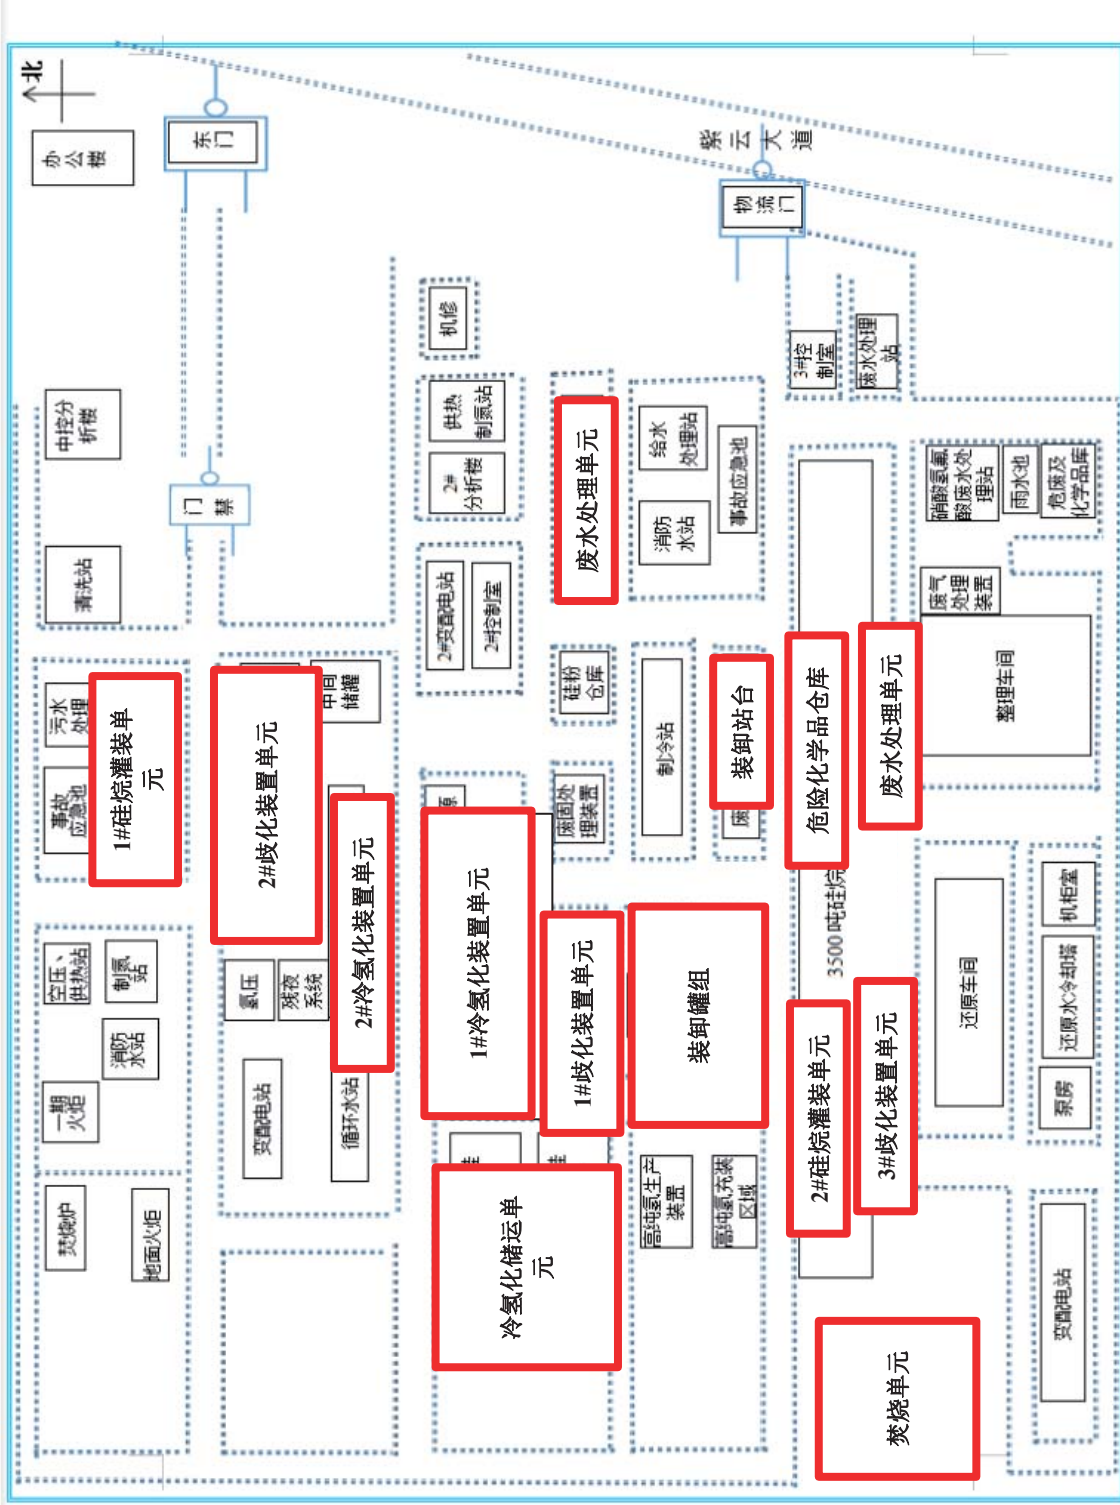 北
办公楼
东门
紫云大道
物流门
机修
3#控
制室
废水处理
站
中控分
析楼
供热
制氮站
2#
分析楼
废水处理单元
给水
处理站
事故应急池
消防
水站
硝酸氢氟
酸废水处
理站
雨水池
危废及
化学品库
门禁
清洗站
2#变配电站
2#控制室
废气
处理
装置
整理车间
污水
处理
事故
应急池
1#硅烷灌装单
元
2#歧化装置单元
中间
储罐
硅粉
仓库
制冷站
装卸站台
废
危险化学品仓库
废水处理单元
2#冷氢化装置单元
1#冷氢化装置单元
废固处
理装置
1#歧化装置单元
装卸罐组
3500 吨硅烷
空压、
供热站
制氮
站
消防
水站
一期
火炬
氢压
残夜
系统
变配电站
循环水站
2#硅烷灌装单元
3#歧化装置单元
还原车间
机柜室
还原水冷却塔
泵房
焚烧炉
地面火炬
冷氢化储运单
元
高纯氢生产
装置
高纯氢充装
区域
焚烧单元
变配电站